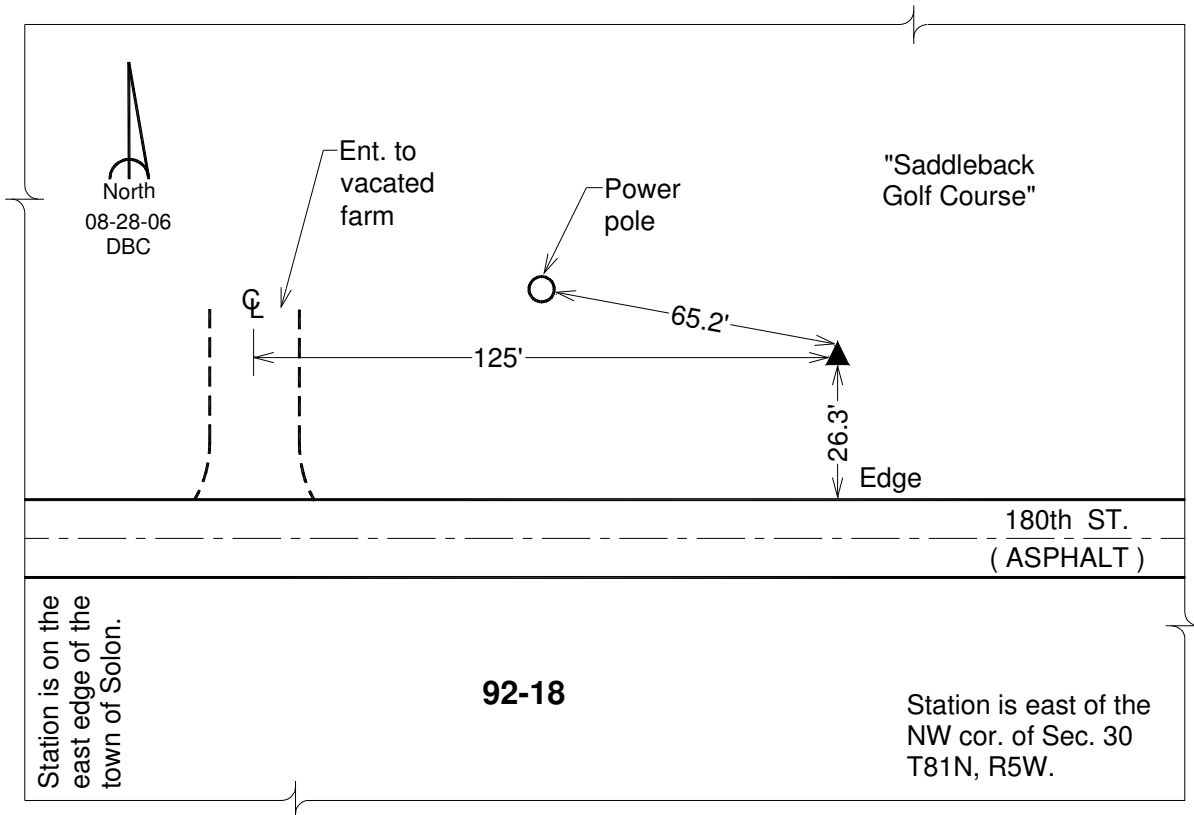 North
08-28-06
DBC
Ent. to
vacated
farm
Power
pole
"Saddleback
Golf Course"
℄
65.2'
125'
26.3'
Edge
180th ST.
( ASPHALT )
Station is on the
east edge of the
town of Solon.
92-18
Station is east of the
NW cor. of Sec. 30
T81N, R5W.